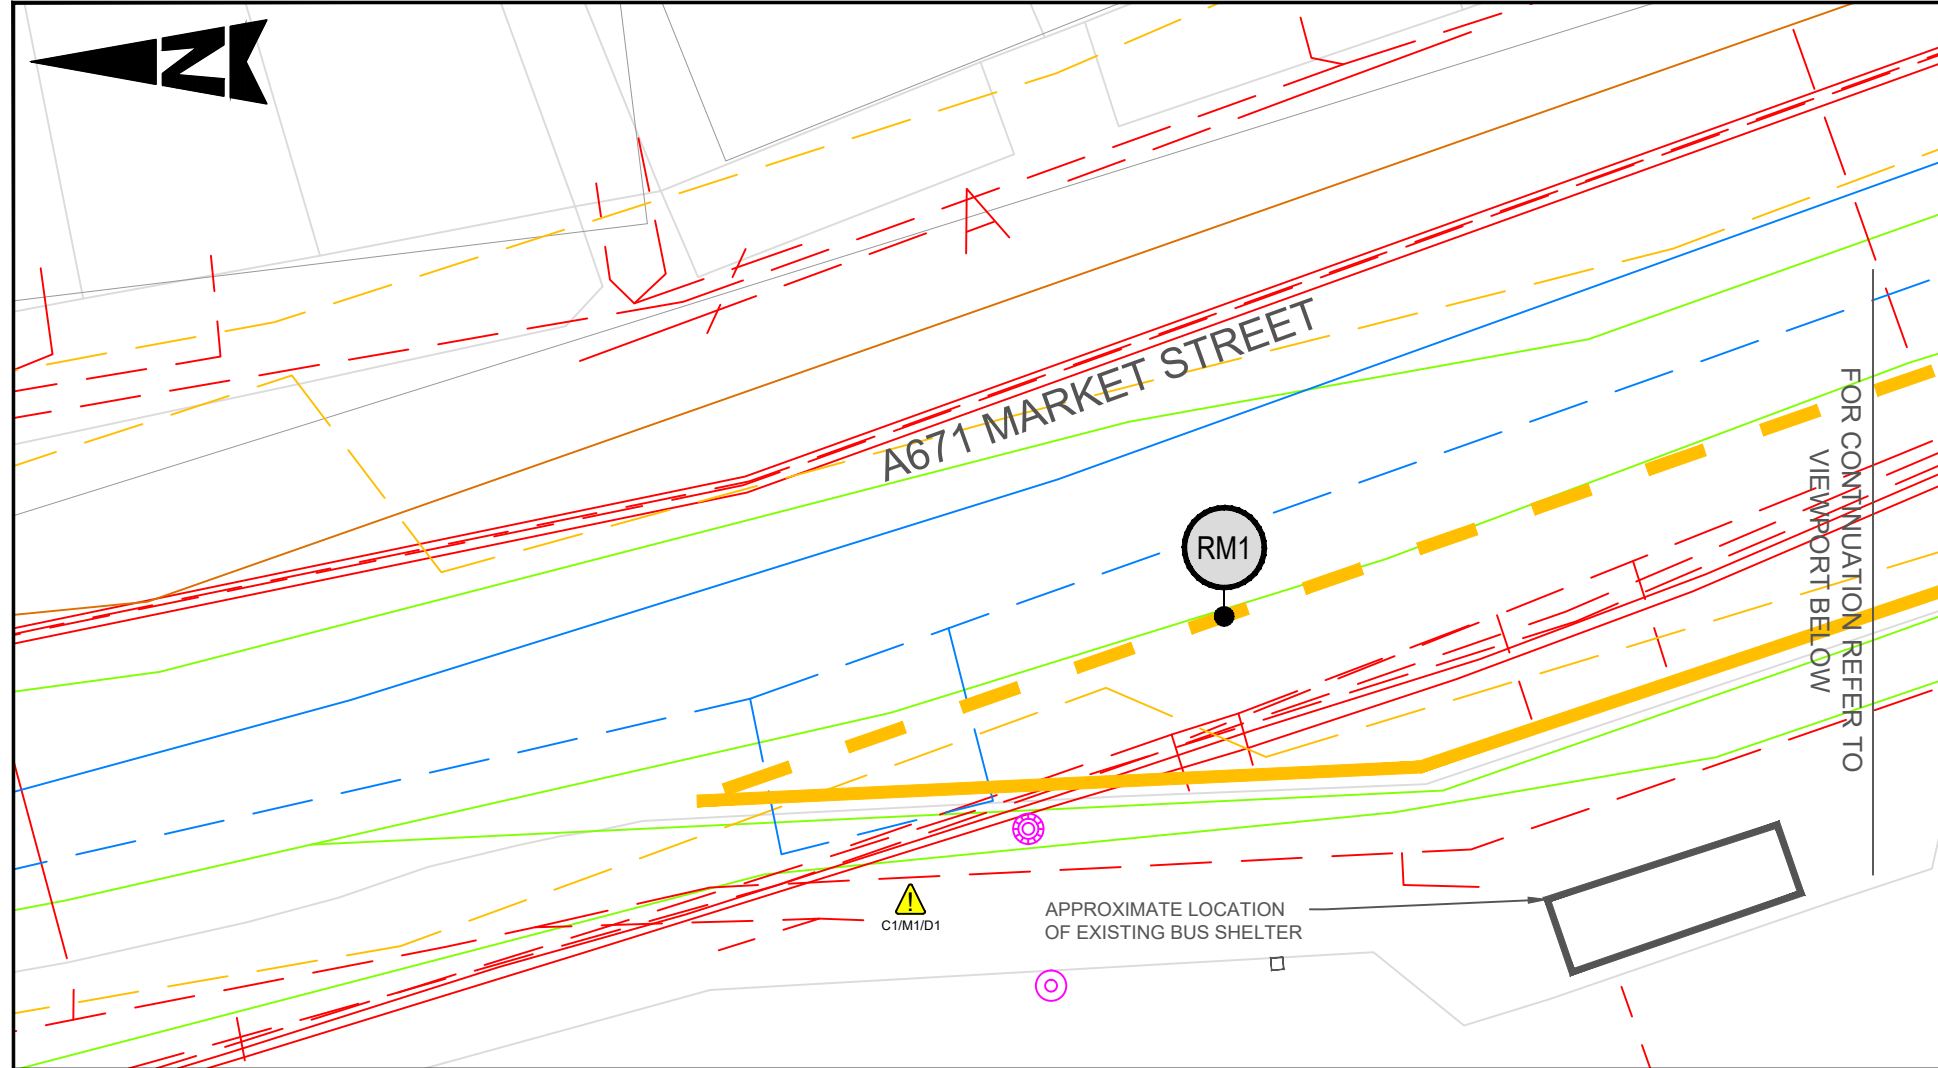 N
A671 MARKET STREET
RM1
FOR CONTINUATION REFER TO
VIEWPORT BELOW
C1/M1/D1
APPROXIMATE LOCATION
OF EXISTING BUS SHELTER